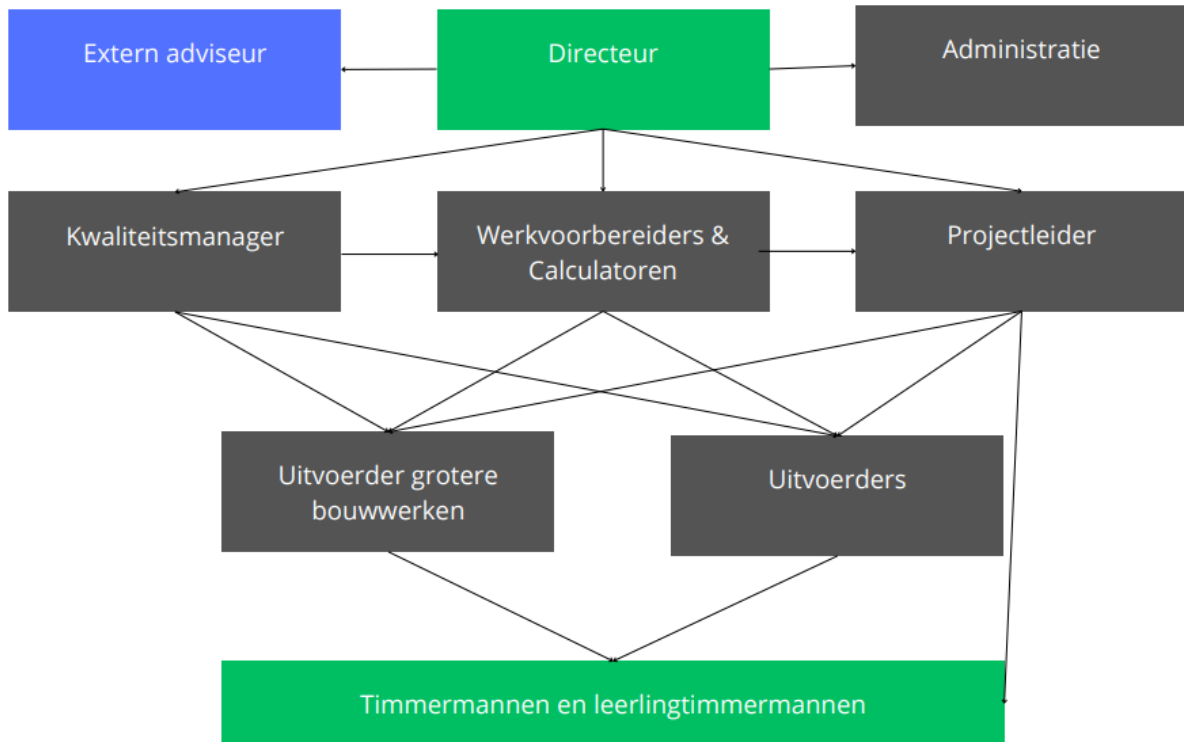 Extern adviseur
Directeur
Administratie
Kwaliteitsmanager
Werkvoorbereiders &
Calculatoren
Projectleider
Uitvoerder grotere
bouwwerken
Uitvoerders
Timmermannen en leerlingtimmermannen